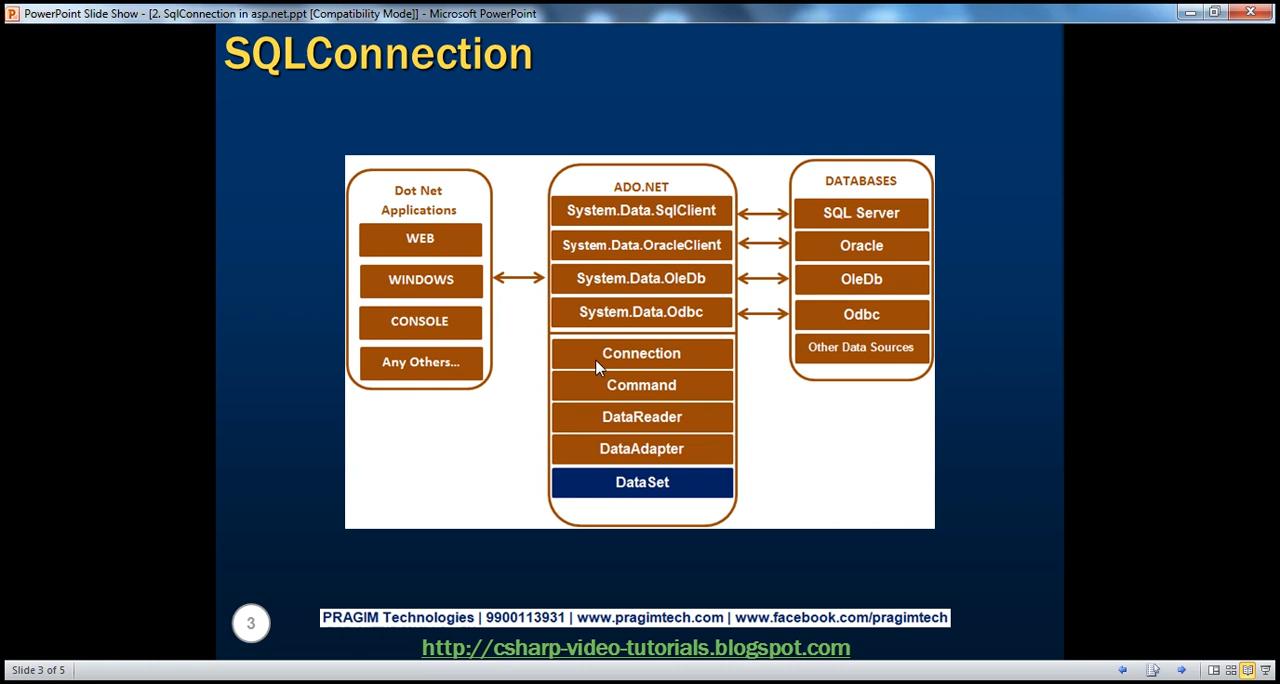 PowerPoint Slide Show - [2. SqlConnection in asp.net.ppt [Compatibility Mode]] - Microsoft PowerPoint
SQLConnection
Dot Net
Applications
WEB
WINDOWS
CONSOLE
Any Others...
ADO.NET
System.Data.SqlClient
System.Data.OracleClient
System.Data.OleDb
System.Data.Odbc
Connection
Command
DataReader
DataAdapter
DataSet
DATABASES
SQL Server
Oracle
OleDb
Odbc
Other Data Sources
3
PRAGIM Technologies | 9900113931 | www.pragimtech.com | www.facebook.com/pragimtech
http://csharp-video-tutorials.blogspot.com
Slide 3 of 5